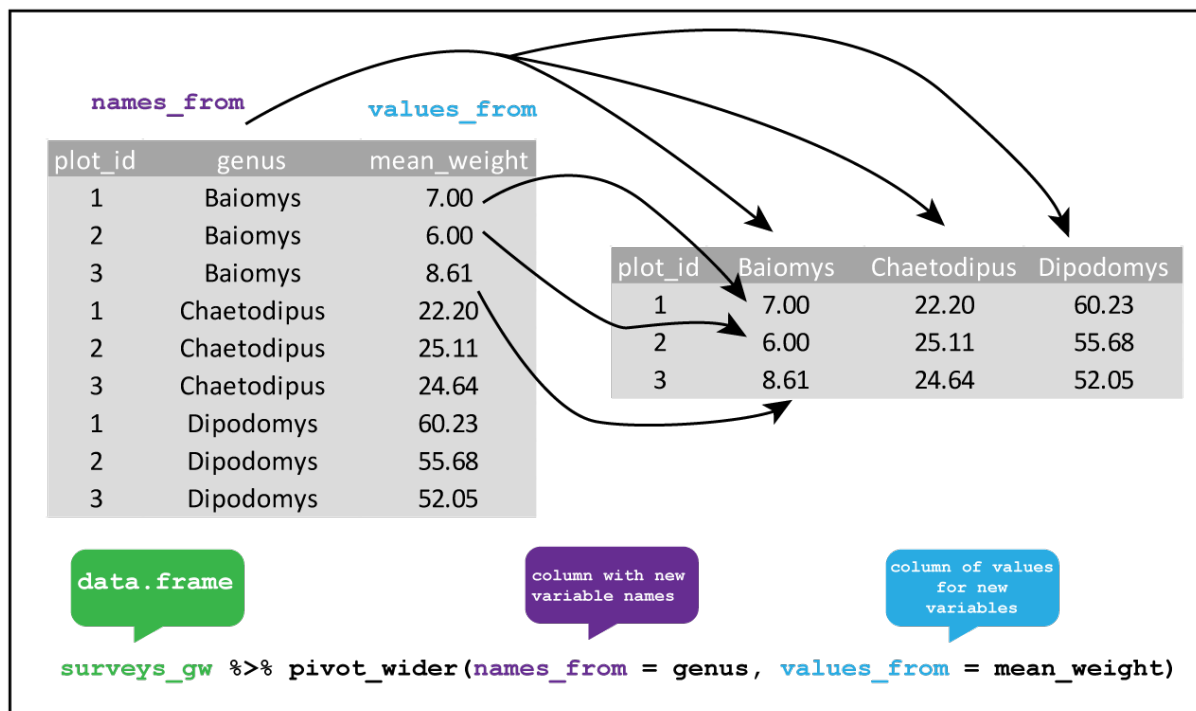 names_from values_from
plot_id genus mean_weight
1 Baiomys 7.00
2 Baiomys 6.00
3 Baiomys 8.61
1 Chaetodipus 22.20
2 Chaetodipus 25.11
3 Chaetodipus 24.64
1 Dipodomys 60.23
2 Dipodomys 55.68
3 Dipodomys 52.05
plot_id Baiomys Chaetodipus Dipodomys
1 7.00 22.20 60.23
2 6.00 25.11 55.68
3 8.61 24.64 52.05
data.frame
column with new
variable names
column of values
for new
variables
surveys_gw %>% pivot_wider(names_from = genus, values_from = mean_weight)